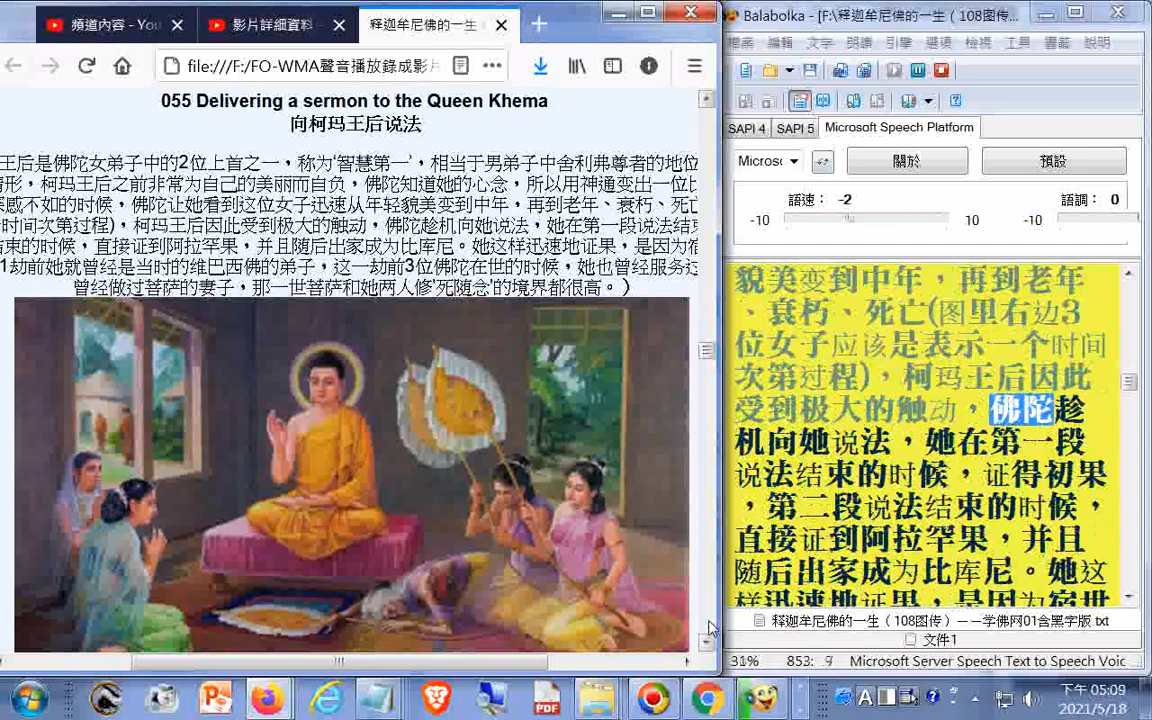 頻道內容 - You
影片詳細資料
释迦牟尼佛的一生
Balabolka - [F:\释迦牟尼佛的一生（108图传）...
file:///F:/FO-WMA聲音播放錄成影片
檔案 編輯 文字 朗讀 引擎 選項 檢視 工具 書籤 說明
055 Delivering a sermon to the Queen Khema
向柯玛王后说法
王后是佛陀女弟子中的2位上首之一，称为‘智慧第一’，相当于男弟子中舍利弗尊者的地位
情形，柯玛王后之前非常为自己的美丽而自负，佛陀知道她的心念，所以用神通变出一位比
深感不如的时候，佛陀让她看到这位女子迅速从年轻貌美变到中年，再到老年、衰朽、死亡
时间次第过程)，柯玛王后因此受到极大的触动，佛陀趁机向她说法，她在第一段说法结束
结束的时候，直接证到阿拉罕果，并且随后出家成为比库尼。她这样迅速地证果，是因为宿
1劫前她就曾经是当时的维巴西佛的弟子，这一劫前3位佛陀在世的时候，她也曾经服务过
曾经做过菩萨的妻子，那一世菩萨和她两人修'死随念'的境界都很高。）
SAPI 4 SAPI 5 Microsoft Speech Platform
Micros 關於 預設
語速： -2 語調： 0
-10 10 -10
貌美变到中年，再到老年
、衰朽、死亡(图里右边3
位女子应该是表示一个时间
次第过程)，柯玛王后因此
受到极大的触动，佛陀趁
机向她说法，她在第一段
说法结束的时候，证得初果
，第二段说法结束的时候，
直接证到阿拉罕果，并且
随后出家成为比库尼。她这
样迅速地证果，是因为宿世
释迦牟尼佛的一生（108图传）——学佛网01含黑字版.txt
文件1
31% 853: 9 Microsoft Server Speech Text to Speech Voic
PDF
A
下午 05:09
2021/5/18